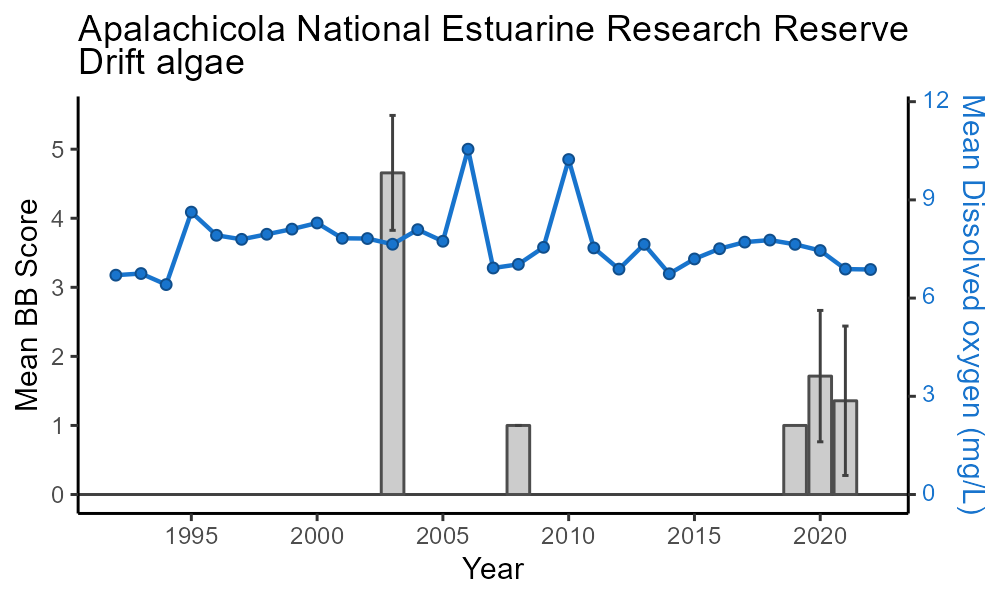 Apalachicola National Estuarine Research Reserve
Drift algae
Mean BB Score
5
4
3
2
1
0
12
9
6
3
0
Mean Dissolved oxygen (mg/L)
1995 2000 2005 2010 2015 2020
Year